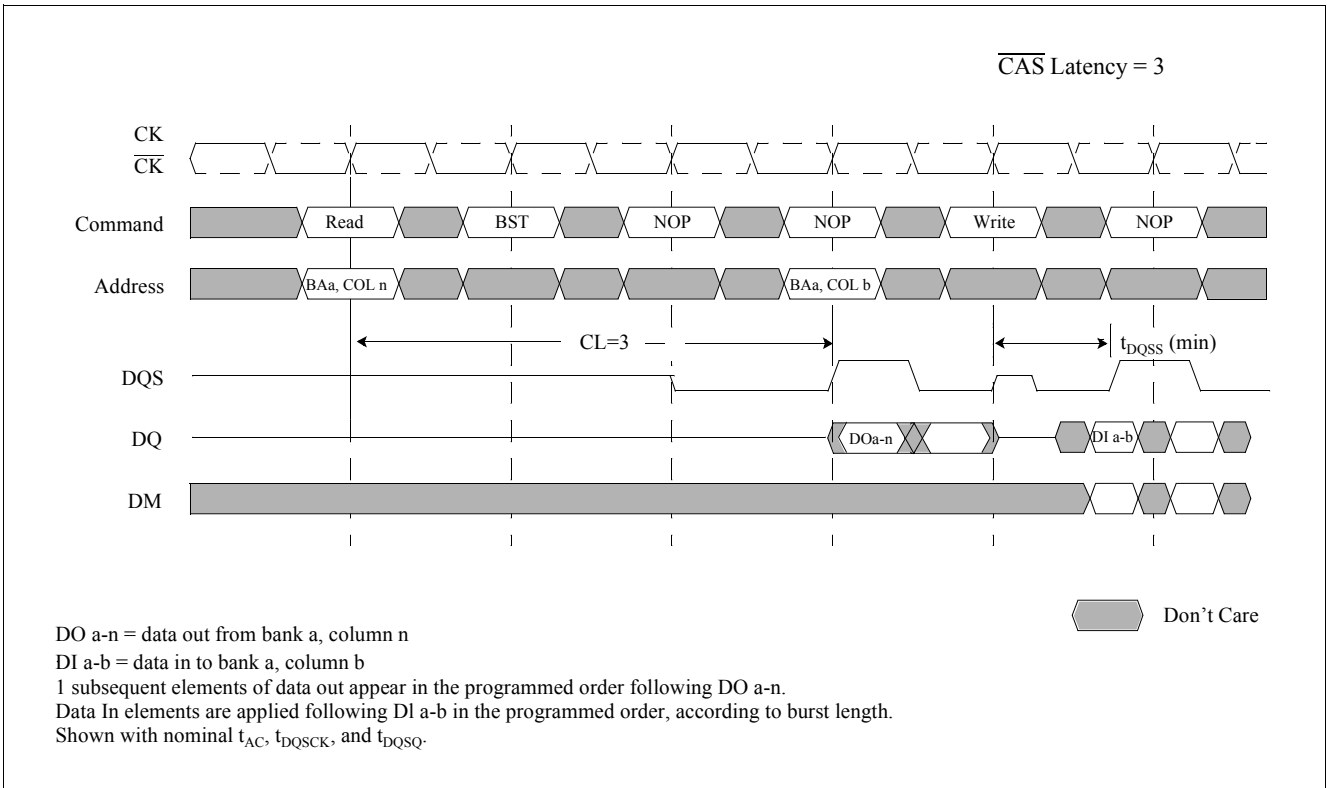 CAS Latency = 3
CK
CK
Command Read BST NOP NOP Write NOP
Address BAa, COL n BAa, COL b
CL=3 tDQSS (min)
DQS
DQ DOa-n DI a-b
DM
Don't Care
DO a-n = data out from bank a, column n
DI a-b = data in to bank a, column b
1 subsequent elements of data out appear in the programmed order following DO a-n.
Data In elements are applied following Dl a-b in the programmed order, according to burst length.
Shown with nominal tAC, tDQSCK, and tDQSQ.